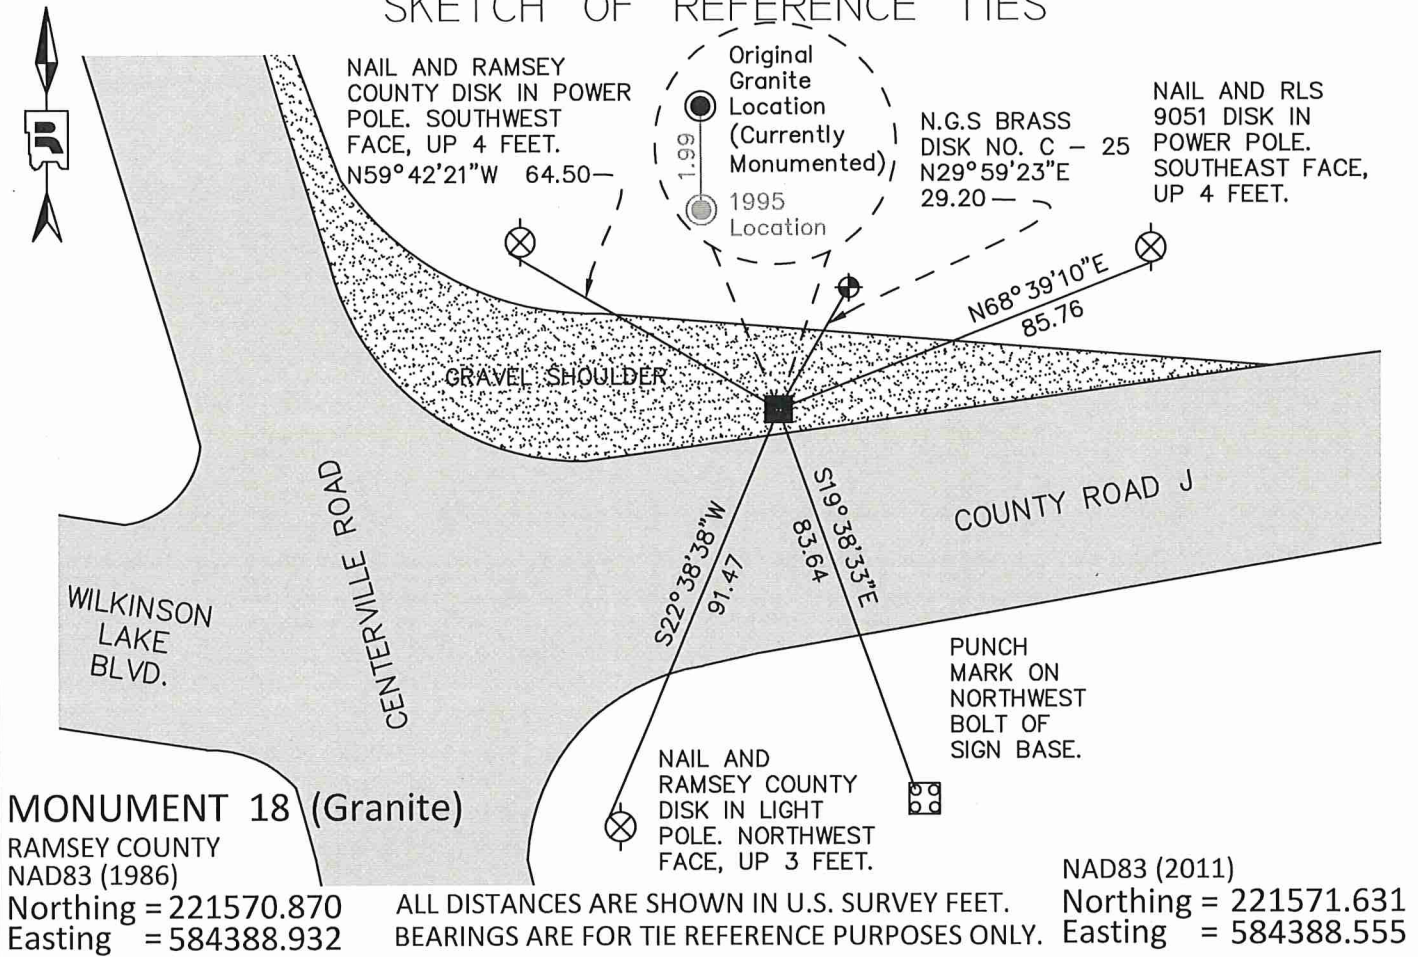 SKETCH OF REFERENCE TIES
R
NAIL AND RAMSEY
COUNTY DISK IN POWER
POLE. SOUTHWEST
FACE, UP 4 FEET.
N59°42'21"W 64.50
Original
Granite
Location
(Currently
Monumented)
1.99
1995
Location
N.G.S BRASS
DISK NO. C - 25
N29°59'23"E
29.20
NAIL AND RLS
9051 DISK IN
POWER POLE.
SOUTHEAST FACE,
UP 4 FEET.
N68°39'10"E
85.76
GRAVEL SHOULDER
COUNTY ROAD J
CENTERVILLE ROAD
S22°38'38"W
91.47
S19°38'33"E
83.64
WILKINSON
LAKE
BLVD.
PUNCH
MARK ON
NORTHWEST
BOLT OF
SIGN BASE.
NAIL AND
RAMSEY COUNTY
DISK IN LIGHT
POLE. NORTHWEST
FACE, UP 3 FEET.
MONUMENT 18 (Granite)
RAMSEY COUNTY
NAD83 (1986)
Northing = 221570.870
Easting = 584388.932
ALL DISTANCES ARE SHOWN IN U.S. SURVEY FEET.
BEARINGS ARE FOR TIE REFERENCE PURPOSES ONLY.
NAD83 (2011)
Northing = 221571.631
Easting = 584388.555